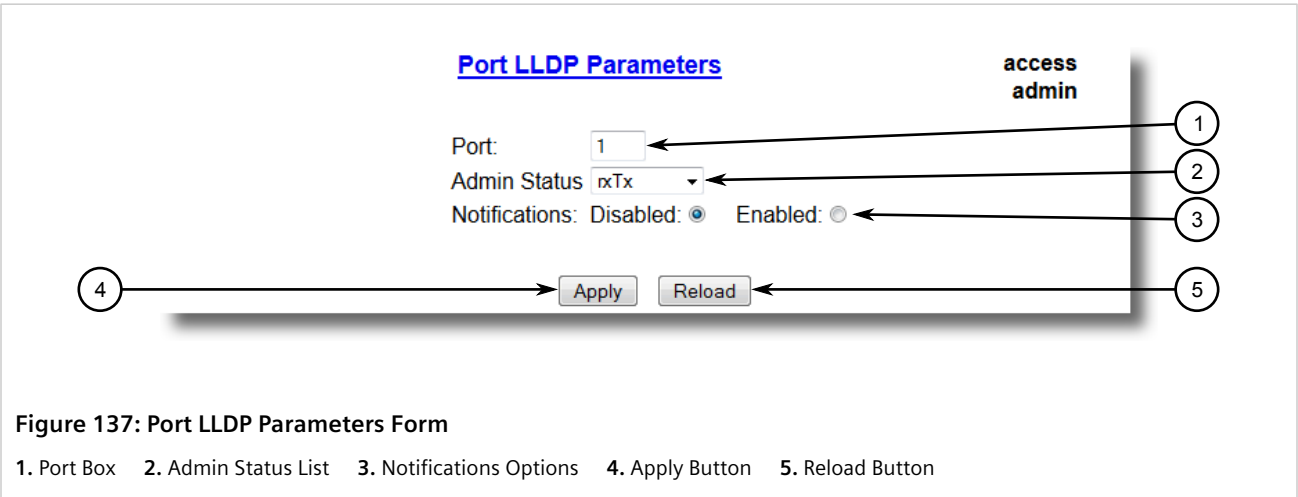 Port LLDP Parameters
access
admin
Port: 1
Admin Status rxTx
Notifications: Disabled: Enabled:
Apply Reload
1
2
3
4
5
Figure 137: Port LLDP Parameters Form
1. Port Box 2. Admin Status List 3. Notifications Options 4. Apply Button 5. Reload Button